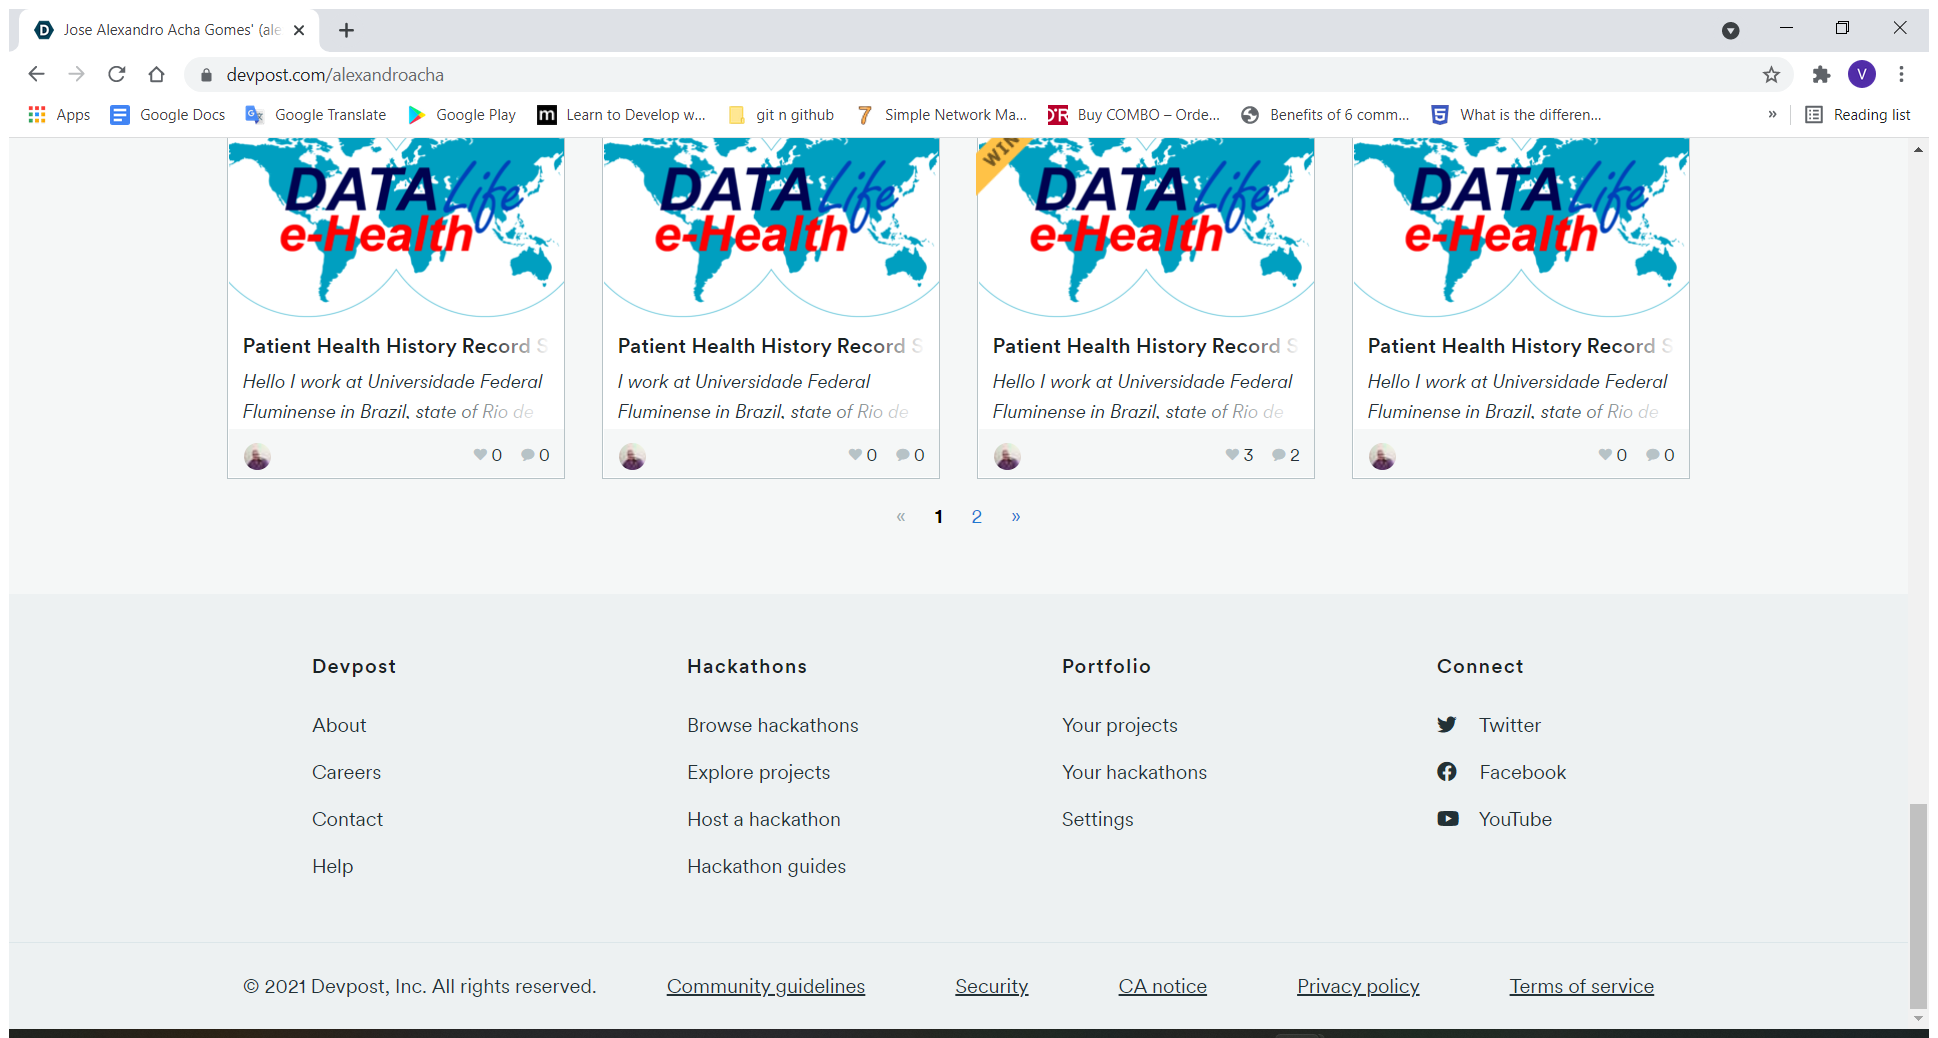 Jose Alexandro Acha Gomes' (ale
devpost.com/alexandroacha
V
Apps Google Docs Google Translate Google Play Learn to Develop w... git n github Simple Network Ma... Buy COMBO – Orde... Benefits of 6 comm... What is the differen... » Reading list
DATA Life e-Health
DATA Life e-Health
WIN
DATA Life e-Health
DATA Life e-Health
Patient Health History Record S
Hello I work at Universidade Federal
Fluminense in Brazil, state of Rio de
0 0
Patient Health History Record S
I work at Universidade Federal
Fluminense in Brazil, state of Rio de
0 0
Patient Health History Record S
Hello I work at Universidade Federal
Fluminense in Brazil, state of Rio de
3 2
Patient Health History Record S
Hello I work at Universidade Federal
Fluminense in Brazil, state of Rio de
0 0
« 1 2 »
Devpost
About
Careers
Contact
Help
Hackathons
Browse hackathons
Explore projects
Host a hackathon
Hackathon guides
Portfolio
Your projects
Your hackathons
Settings
Connect
Twitter
Facebook
YouTube
© 2021 Devpost, Inc. All rights reserved. Community guidelines Security CA notice Privacy policy Terms of service